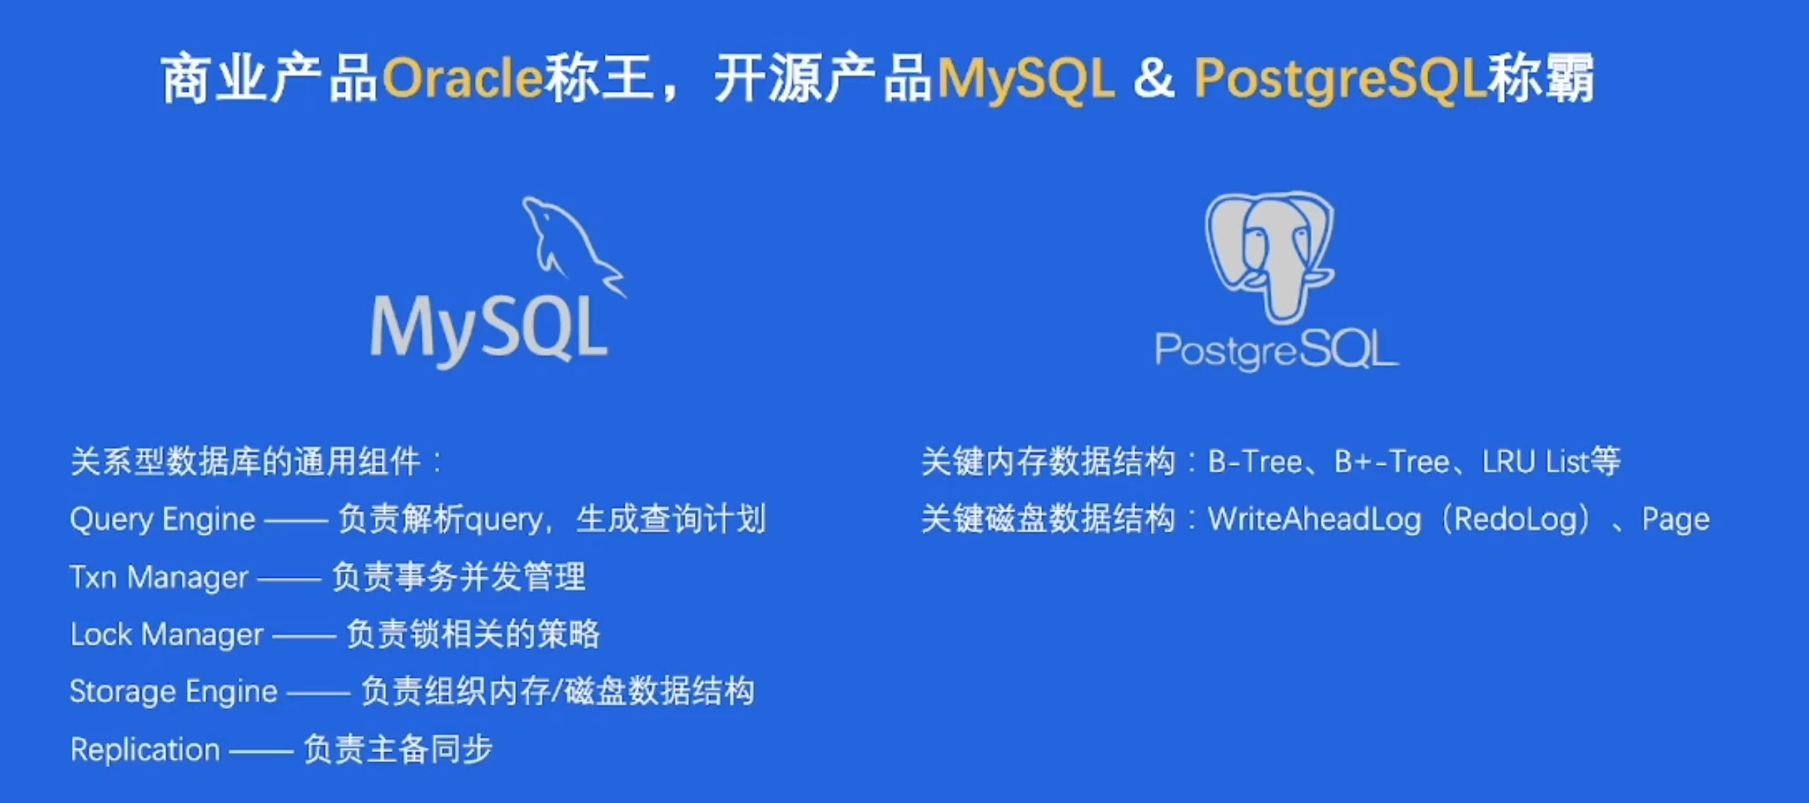 商业产品Oracle称王，开源产品MySQL & PostgreSQL称霸
MySQL
PostgreSQL
关系型数据库的通用组件：
Query Engine —— 负责解析query，生成查询计划
Txn Manager —— 负责事务并发管理
Lock Manager —— 负责锁相关的策略
Storage Engine —— 负责组织内存/磁盘数据结构
Replication —— 负责主备同步
关键内存数据结构：B-Tree、B+-Tree、LRU List等
关键磁盘数据结构：WriteAheadLog（RedoLog）、Page